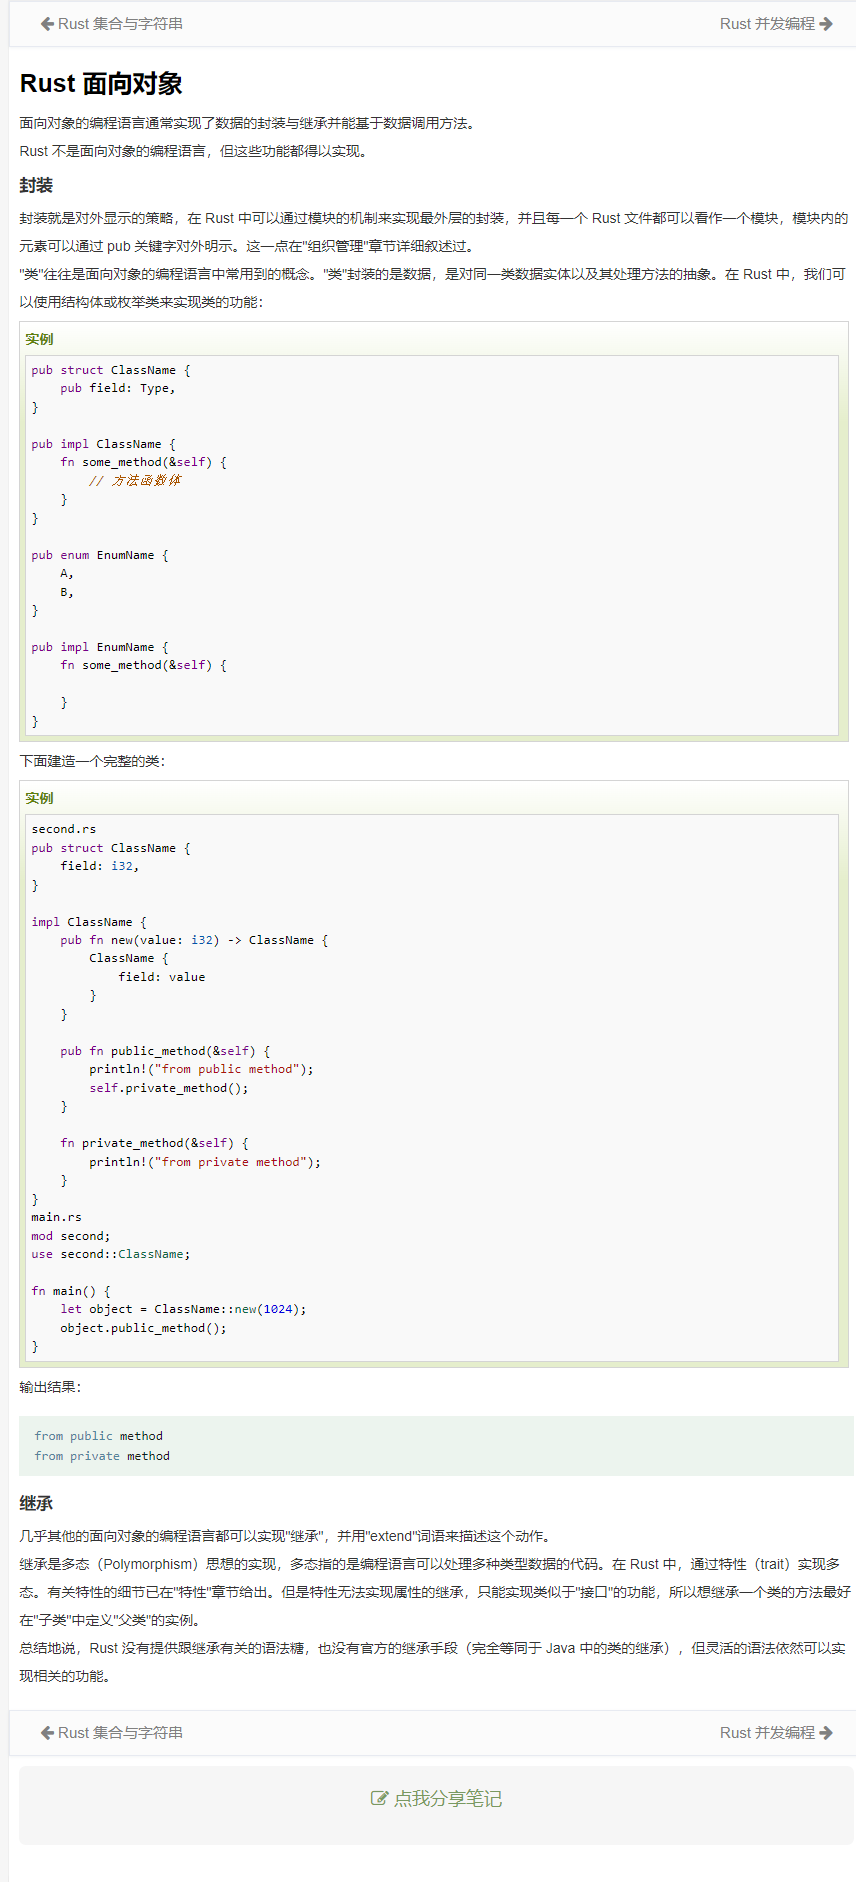 Rust 集合与字符串
Rust 并发编程
Rust 面向对象
面向对象的编程语言通常实现了数据的封装与继承并能基于数据调用方法。
Rust 不是面向对象的编程语言，但这些功能都得以实现。
封装
封装就是对外显示的策略，在 Rust 中可以通过模块的机制来实现最外层的封装，并且每一个 Rust 文件都可以看作一个模块，模块内的
元素可以通过 pub 关键字对外明示。这一点在"组织管理"章节详细叙述过。
"类"往往是面向对象的编程语言中常用到的概念。"类"封装的是数据，是对同一类数据实体以及其处理方法的抽象。在 Rust 中，我们可
以使用结构体或枚举类来实现类的功能：
实例
pub struct ClassName {
    pub field: Type,
}

pub impl ClassName {
    fn some_method(&self) {
        // 方法函数体
    }
}

pub enum EnumName {
    A,
    B,
}

pub impl EnumName {
    fn some_method(&self) {

    }
}
下面建造一个完整的类：
实例
second.rs
pub struct ClassName {
    field: i32,
}

impl ClassName {
    pub fn new(value: i32) -> ClassName {
        ClassName {
            field: value
        }
    }

    pub fn public_method(&self) {
        println!("from public method");
        self.private_method();
    }

    fn private_method(&self) {
        println!("from private method");
    }
}
main.rs
mod second;
use second::ClassName;

fn main() {
    let object = ClassName::new(1024);
    object.public_method();
}
输出结果：
from public method
from private method
继承
几乎其他的面向对象的编程语言都可以实现"继承"，并用"extend"词语来描述这个动作。
继承是多态（Polymorphism）思想的实现，多态指的是编程语言可以处理多种类型数据的代码。在 Rust 中，通过特性（trait）实现多
态。有关特性的细节已在"特性"章节给出。但是特性无法实现属性的继承，只能实现类似于"接口"的功能，所以想继承一个类的方法最好
在"子类"中定义"父类"的实例。
总结地说，Rust 没有提供跟继承有关的语法糖，也没有官方的继承手段（完全等同于 Java 中的类的继承），但灵活的语法依然可以实
现相关的功能。
Rust 集合与字符串
Rust 并发编程
点我分享笔记